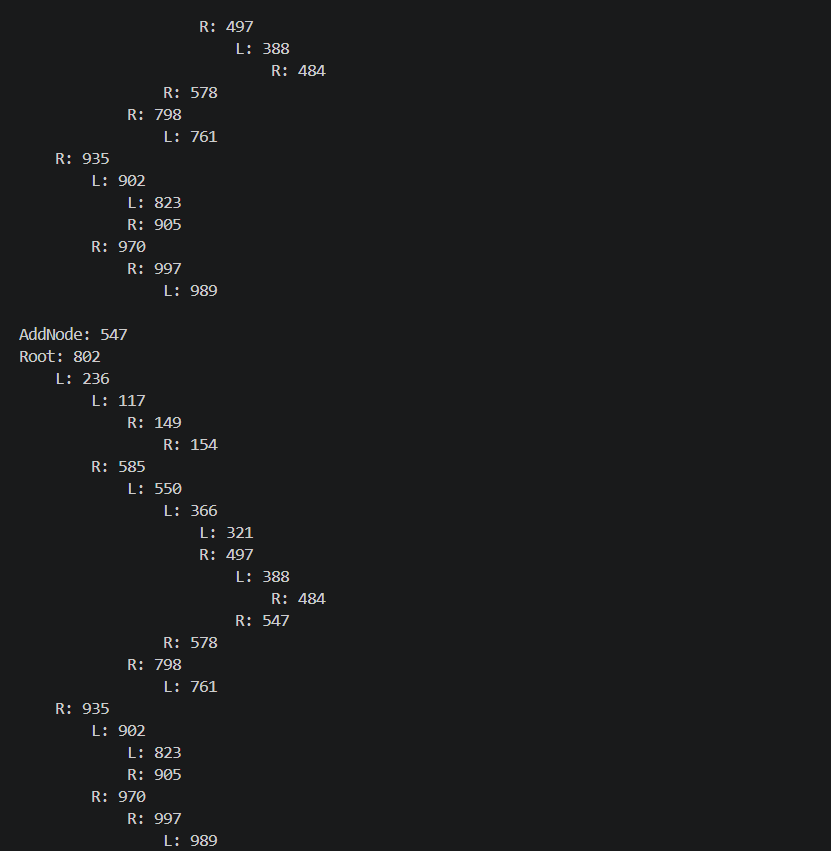 R: 497
                        L: 388
                            R: 484
                R: 578
            R: 798
                L: 761
    R: 935
        L: 902
            L: 823
            R: 905
        R: 970
            R: 997
                L: 989

AddNode: 547
Root: 802
    L: 236
        L: 117
            R: 149
                R: 154
        R: 585
            L: 550
                L: 366
                    L: 321
                    R: 497
                        L: 388
                            R: 484
                        R: 547
                R: 578
            R: 798
                L: 761
    R: 935
        L: 902
            L: 823
            R: 905
        R: 970
            R: 997
                L: 989